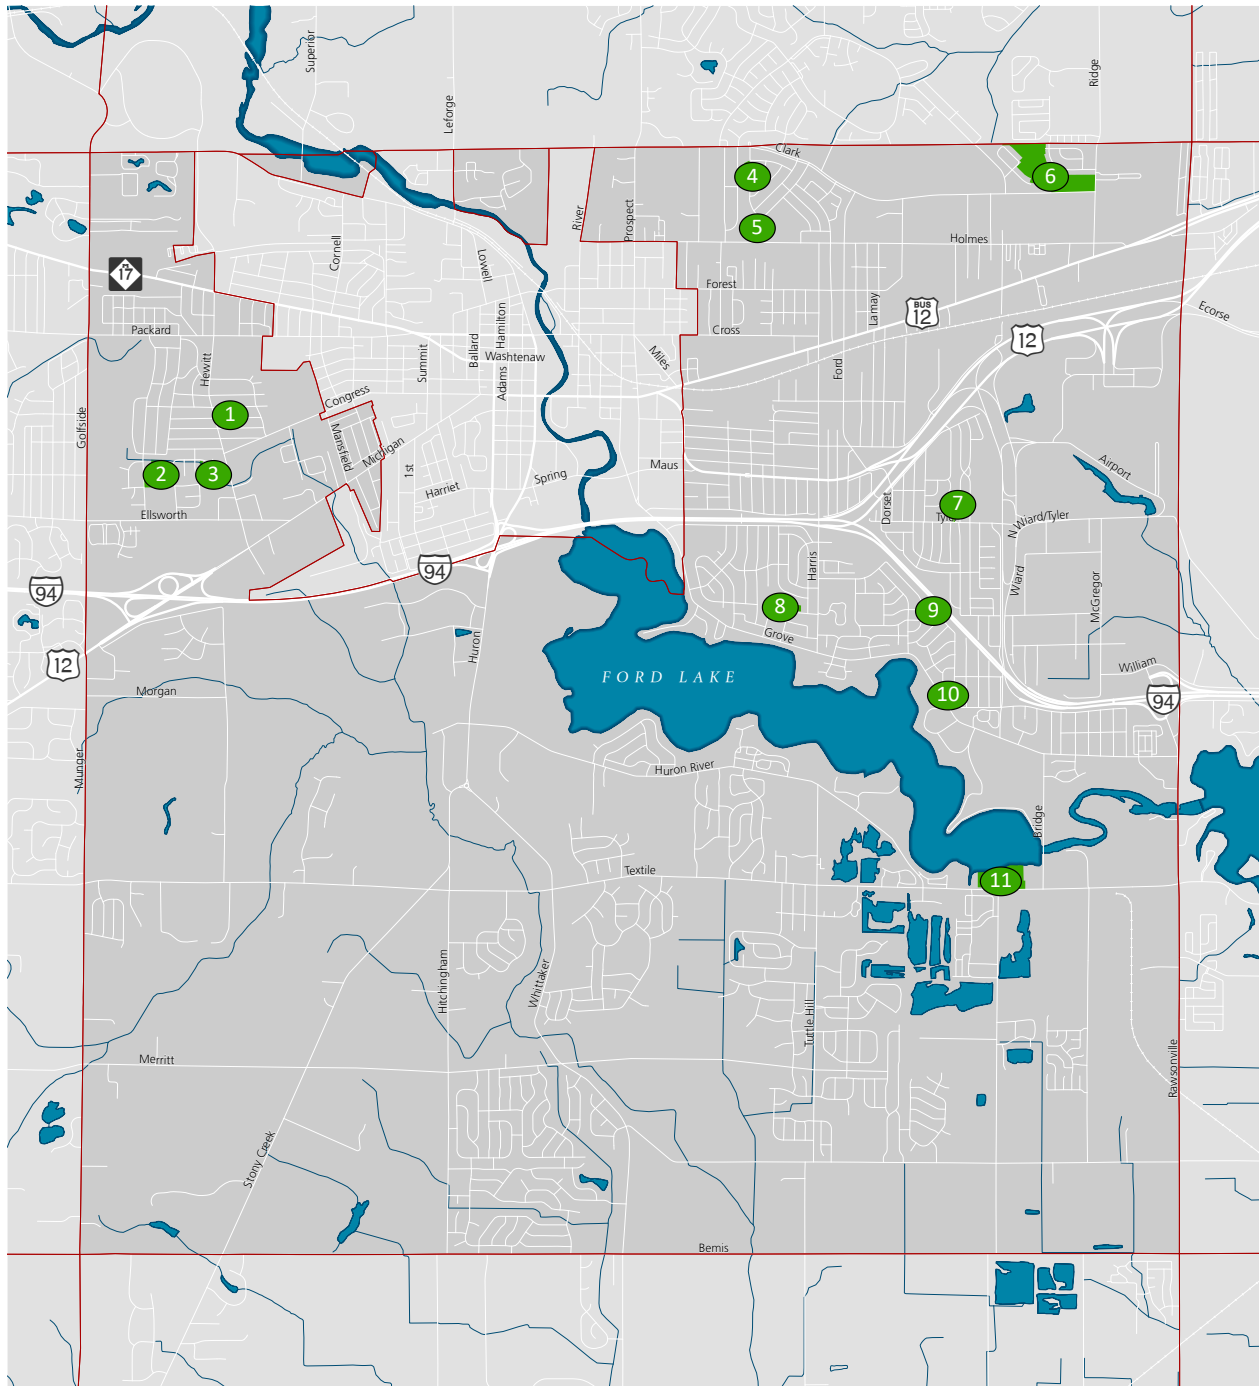 Superior
Leforge
Ridge
Clark
4
6
River
Prospect
5
Holmes
Cornell
Lowell
M
17
Forest
Lamay
BUS
12
Ecorse
Packard
Hamilton
Cross
12
Hewitt
Summit
Ballard
Washtenaw
Miles
Ford
Adams
Congress
Golfside
1
Mansfield
Michigan
1st
Maus
Airport
2
3
Spring
Harriet
Dorset
7
Ellsworth
Tyler
N Wiard/Tyler
94
Harris
Wiard
McGregor
94
8
9
Grove
Huron
12
FORD LAKE
William
Morgan
10
94
Munger
Huron River
Bridge
Textile
11
Hitchingham
Whittaker
Tuttle Hill
Merritt
Rawsonville
Stony Creek
Bemis